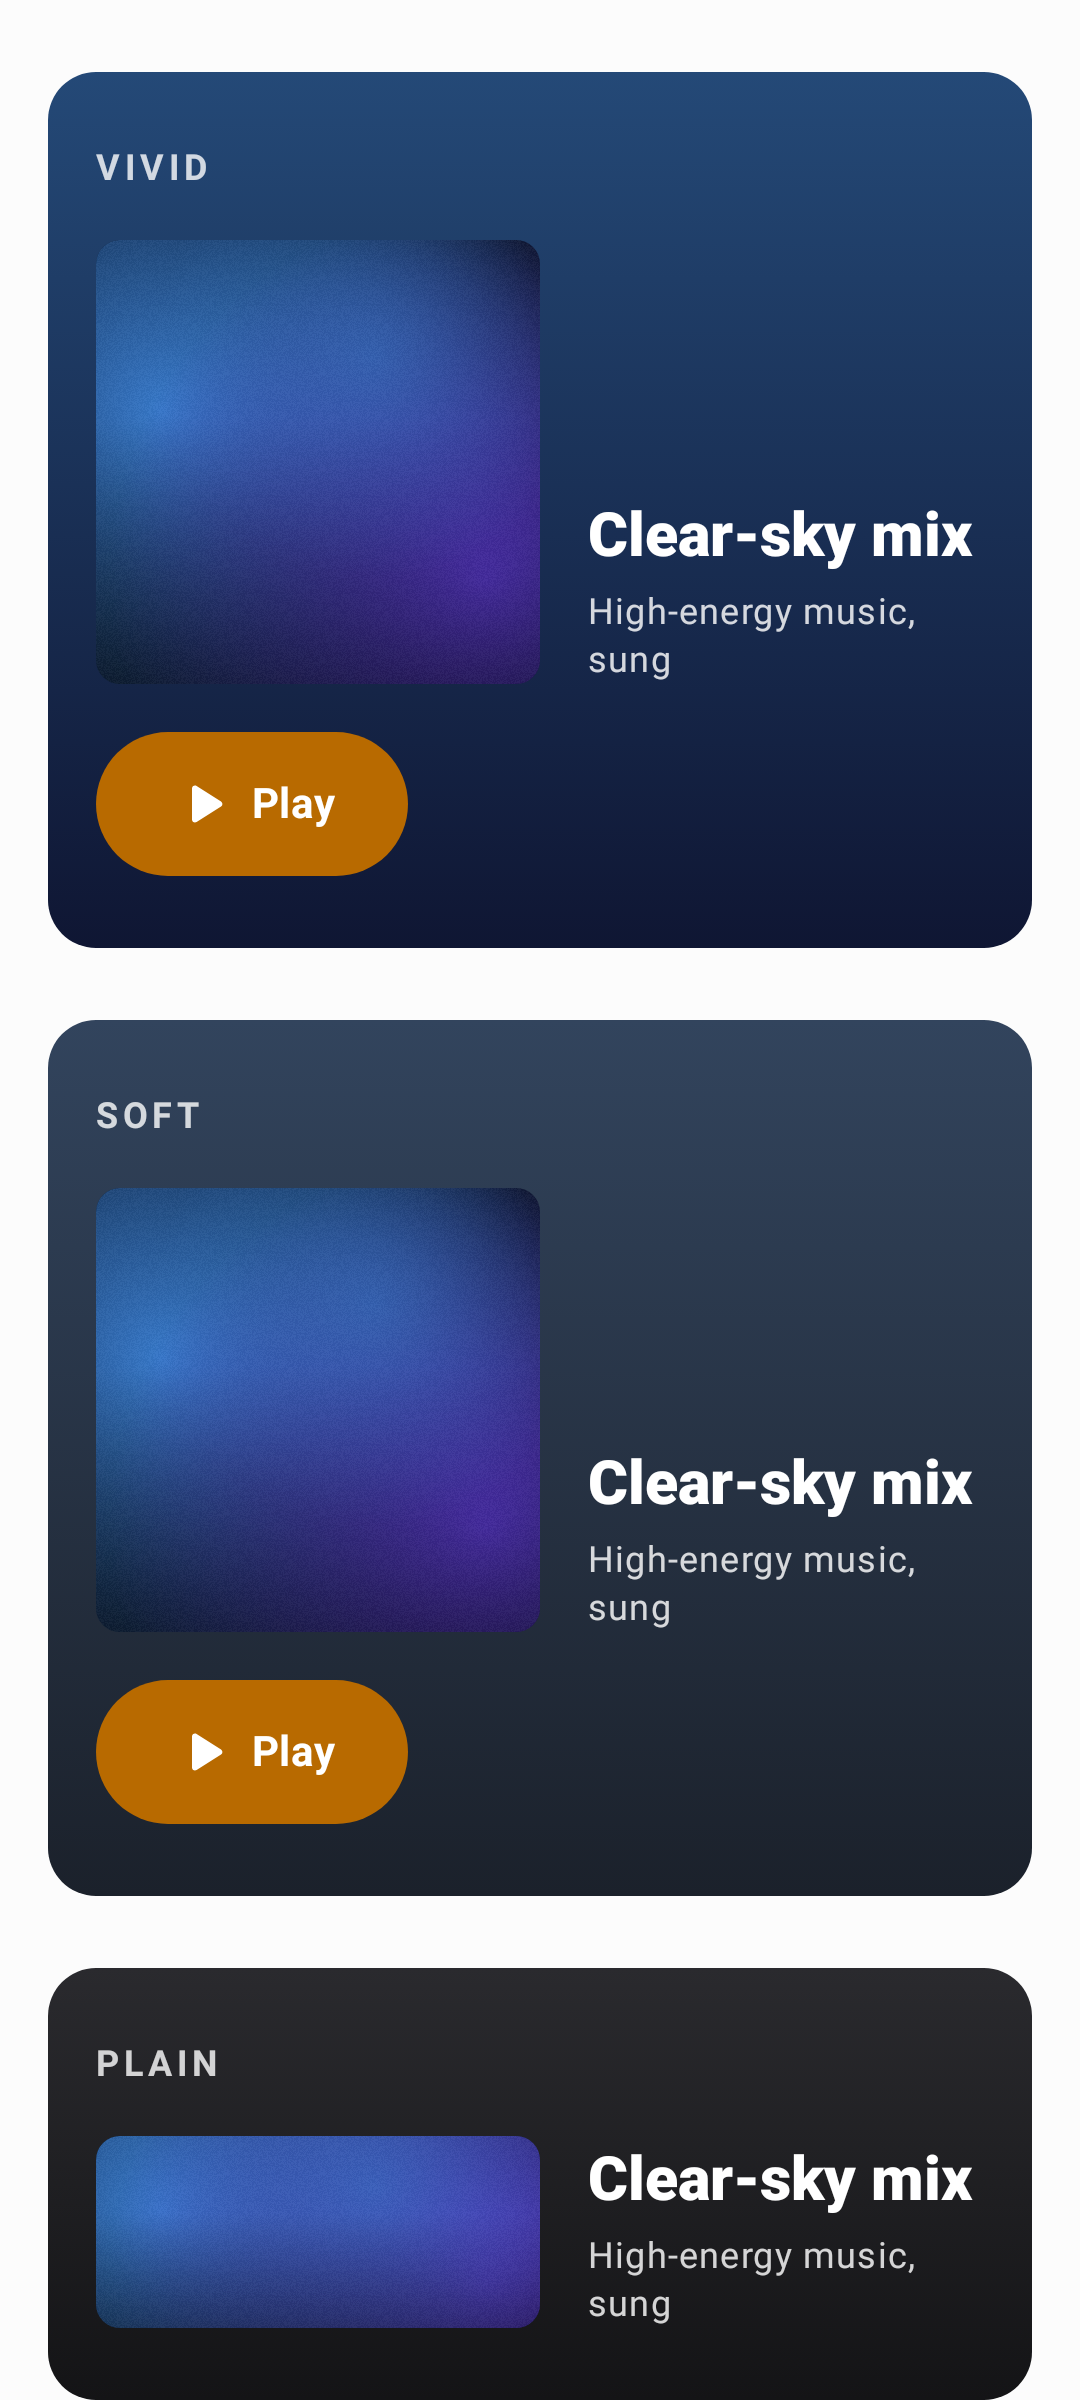 VIVID
Clear-sky mix
High-energy music,
sung
Play
SOFT
Clear-sky mix
High-energy music,
sung
Play
PLAIN
Clear-sky mix
High-energy music,
sung